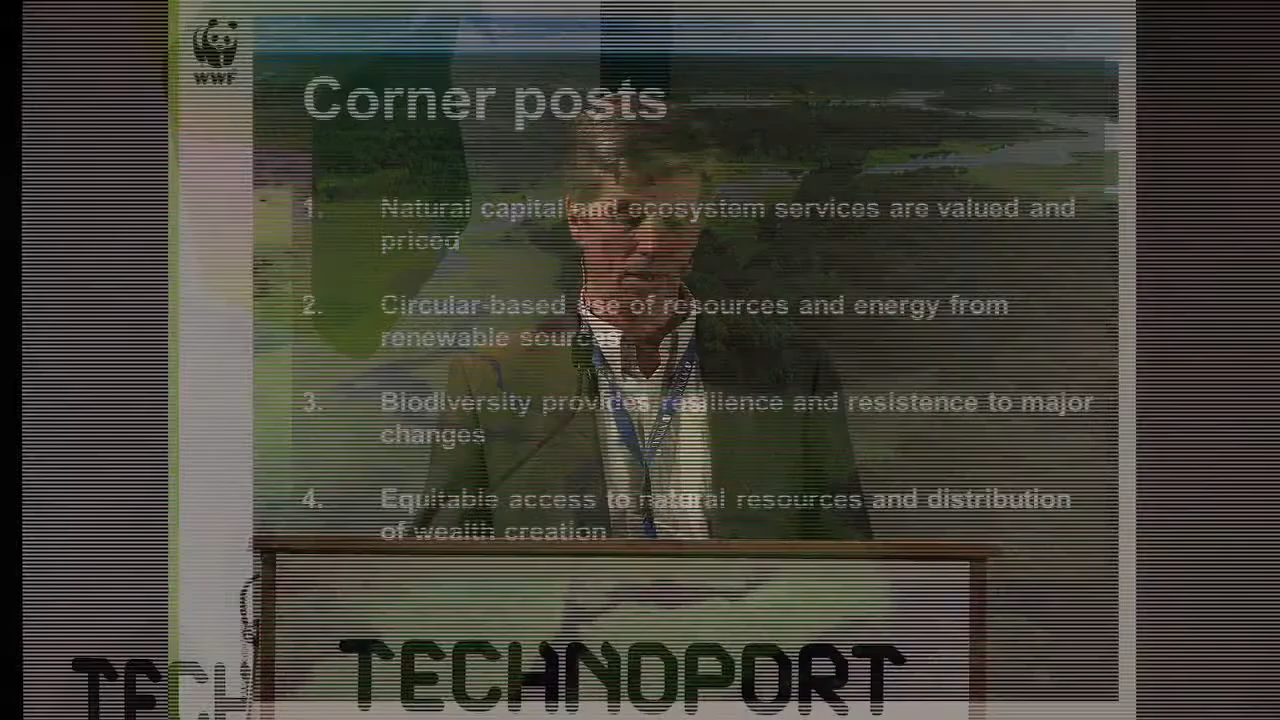 WWF
Corner posts
1. Natural capital and ecosystem services are valued and
priced
2. Circular-based use of resources and energy from
renewable sources
3. Biodiversity provides resilience and resistence to major
changes
4. Equitable access to natural resources and distribution
of wealth creation
TECHNOPORT
TECH